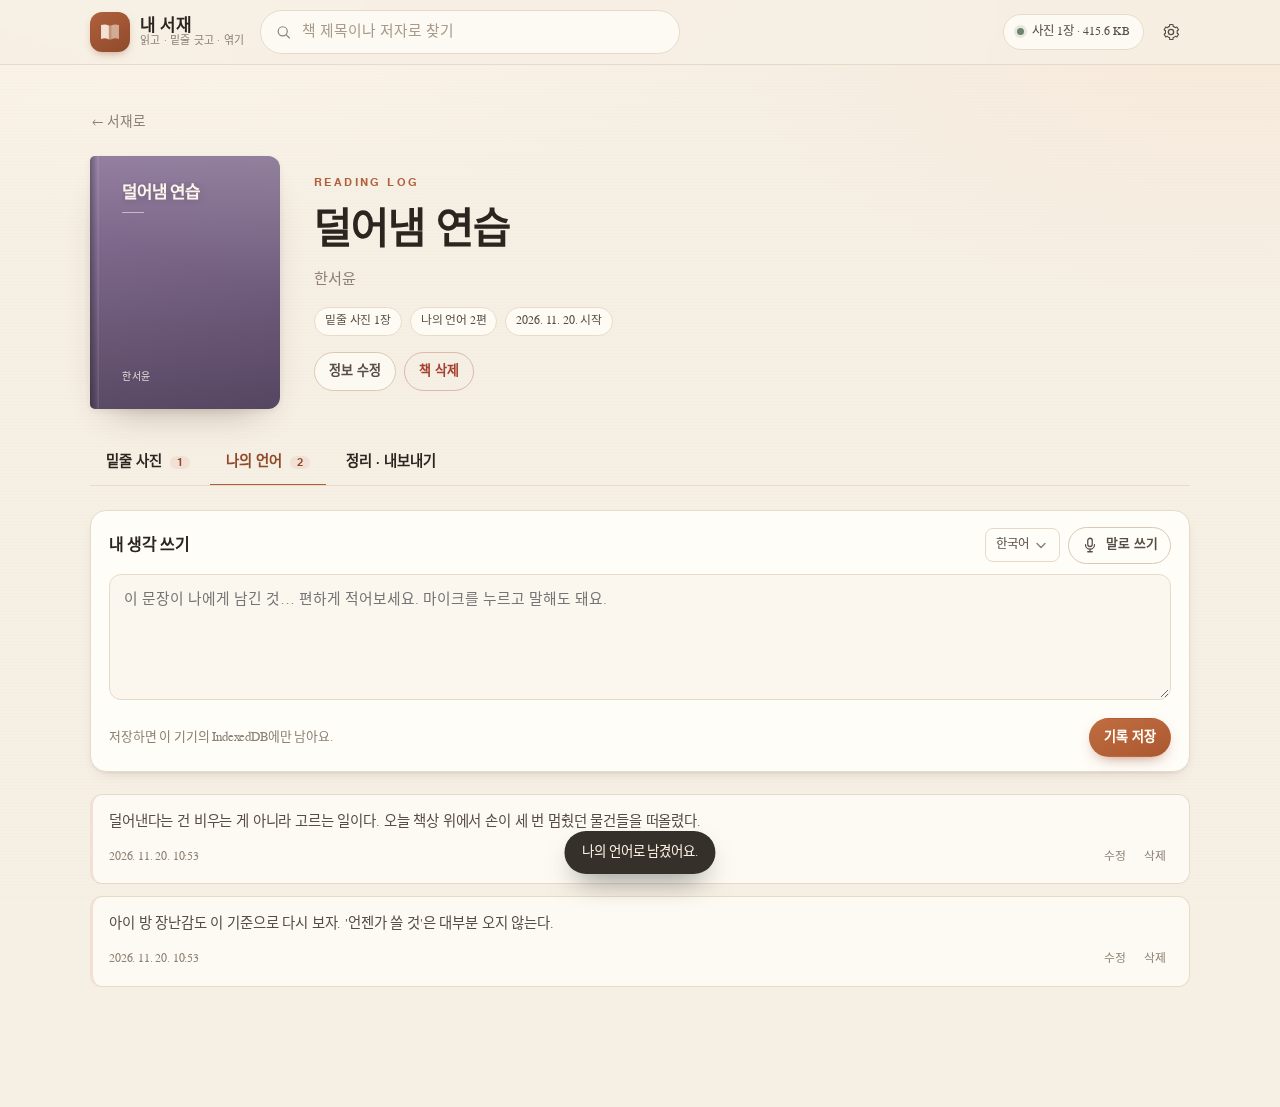 내 서재
읽고 · 밑줄 긋고 · 엮기
책 제목이나 저자로 찾기
사진 1장 · 415.6 KB
← 서재로
덜어냄 연습
한서윤
READING LOG
덜어냄 연습
한서윤
밑줄 사진 1장
나의 언어 2편
2026. 11. 20. 시작
정보 수정
책 삭제
밑줄 사진 1
나의 언어 2
정리 · 내보내기
내 생각 쓰기
한국어
말로 쓰기
이 문장이 나에게 남긴 것… 편하게 적어보세요. 마이크를 누르고 말해도 돼요.
저장하면 이 기기의 IndexedDB에만 남아요.
기록 저장
덜어낸다는 건 비우는 게 아니라 고르는 일이다. 오늘 책상 위에서 손이 세 번 멈췄던 물건들을 떠올렸다.
2026. 11. 20. 10:53
수정
삭제
나의 언어로 남겼어요.
아이 방 장난감도 이 기준으로 다시 보자. '언젠가 쓸 것'은 대부분 오지 않는다.
2026. 11. 20. 10:53
수정
삭제